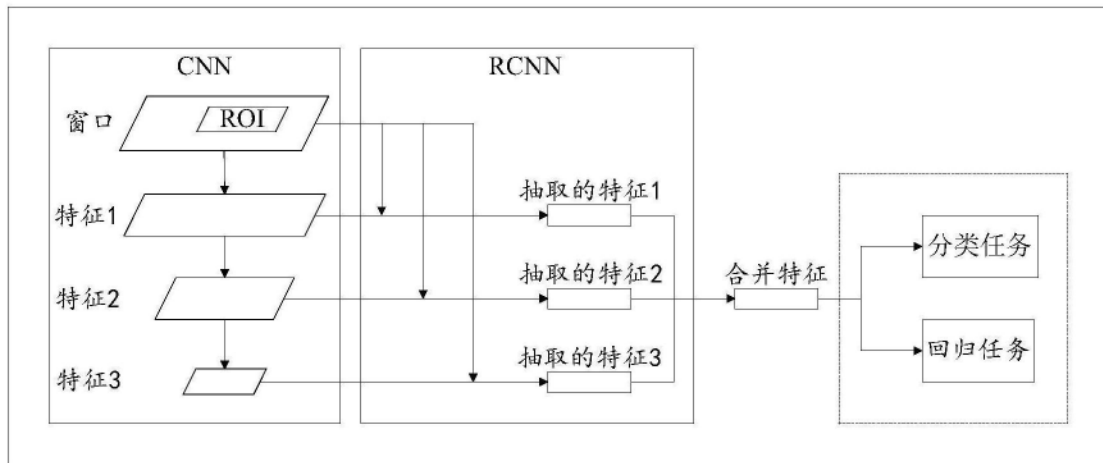 CNN
RCNN
窗口
ROI
特征1
抽取的特征1
分类任务
特征2
抽取的特征2
合并特征
特征3
抽取的特征3
回归任务